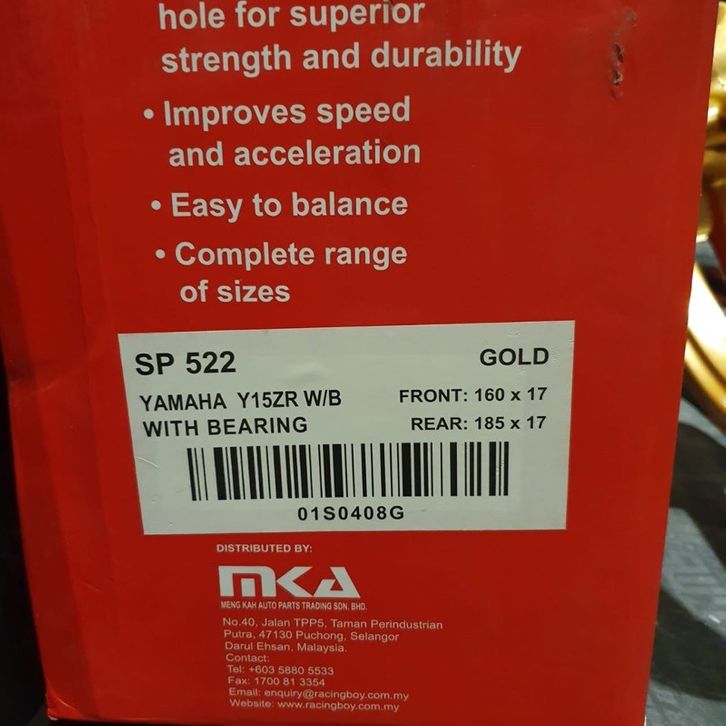 hole for superior
strength and durability
• Improves speed
and acceleration
• Easy to balance
• Complete range
of sizes
SP 522 GOLD
YAMAHA Y15ZR W/B FRONT: 160 x 17
WITH BEARING REAR: 185 x 17
01S0408G
DISTRIBUTED BY:
MKA
MENG KAH AUTO PARTS TRADING SDN. BHD.
No.40, Jalan TPP5, Taman Perindustrian
Putra, 47130 Puchong, Selangor
Darul Ehsan, Malaysia.
Contact:
Tel: +603 5880 5533
Fax: 1700 81 3354
Email: enquiry@racingboy.com.my
Website: www.racingboy.com.my